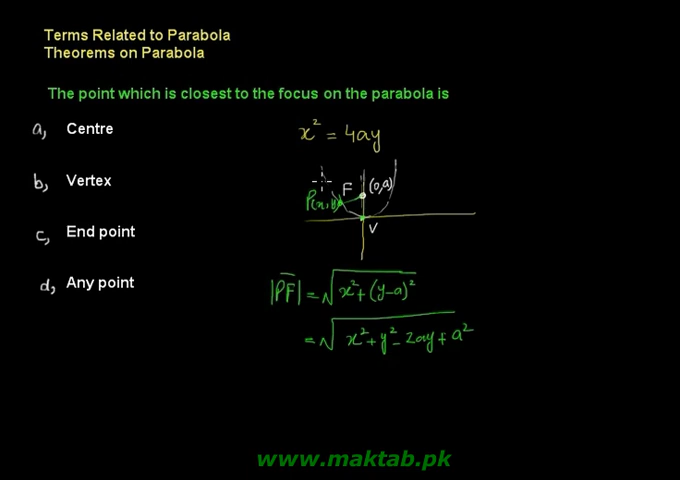 Terms Related to Parabola
Theorems on Parabola
The point which is closest to the focus on the parabola is
a, Centre
b, Vertex
c, End point
d, Any point
x² = 4ay
F (0,a)
P(x,y)
V
|PF| = √x²+(y-a)²
= √x²+y²-2ay+a²
www.maktab.pk